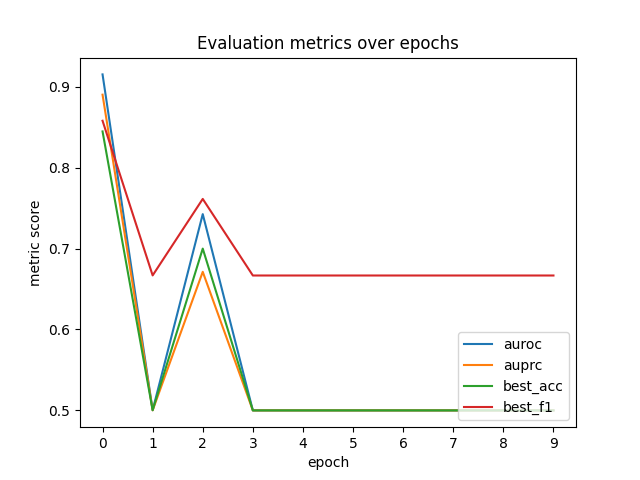 Evaluation metrics over epochs
metric score
0.9
0.8
0.7
0.6
0.5
0 1 2 3 4 5 6 7 8 9
epoch
auroc
auprc
best_acc
best_f1